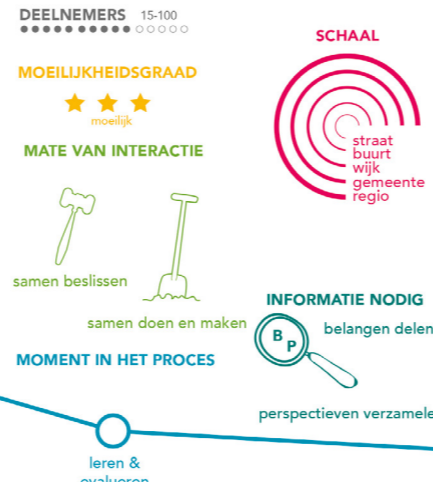 DEELNEMERS 15-100
SCHAAL
MOEILIJKHEIDSGRAAD
moeilijk
straat
buurt
wijk
gemeente
regio
MATE VAN INTERACTIE
samen beslissen
samen doen en maken
INFORMATIE NODIG
B
P
belangen delen
MOMENT IN HET PROCES
perspectieven verzamele
leren &
evalueren